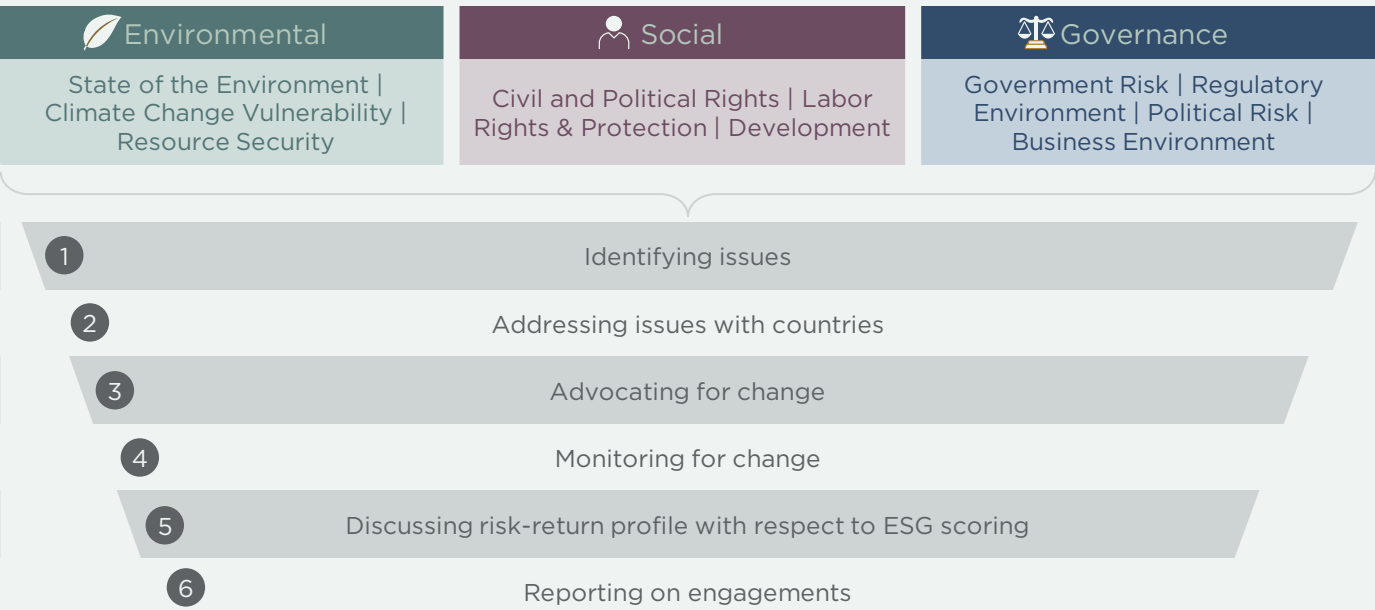 Environmental
State of the Environment |
Climate Change Vulnerability |
Resource Security
Social
Civil and Political Rights | Labor
Rights & Protection | Development
Governance
Government Risk | Regulatory
Environment | Political Risk |
Business Environment
1 Identifying issues
2 Addressing issues with countries
3 Advocating for change
4 Monitoring for change
5 Discussing risk-return profile with respect to ESG scoring
6 Reporting on engagements